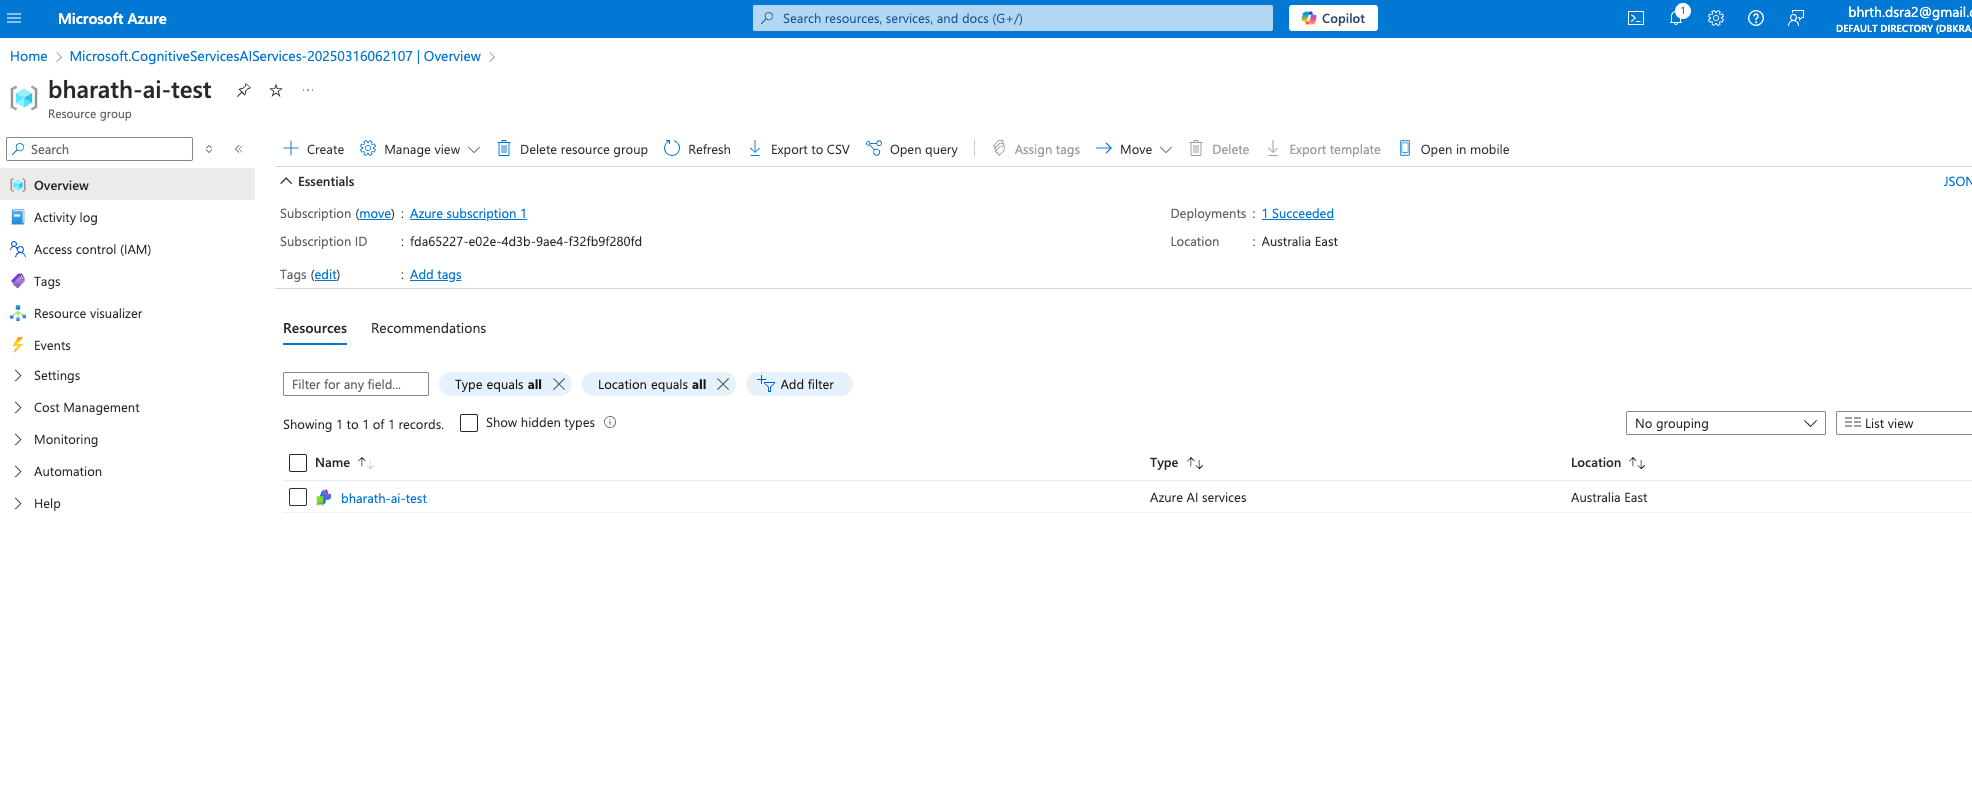 Microsoft Azure
Search resources, services, and docs (G+/)
Copilot
1
bhrth.dsra2@gmail.
DEFAULT DIRECTORY (DBKRA
Home > Microsoft.CognitiveServicesAIServices-20250316062107 | Overview >
bharath-ai-test
Resource group
Search
Overview
Activity log
Access control (IAM)
Tags
Resource visualizer
Events
Settings
Cost Management
Monitoring
Automation
Help
Create Manage view Delete resource group Refresh Export to CSV Open query Assign tags Move Delete Export template Open in mobile
Essentials
JSON
Subscription (move) : Azure subscription 1
Subscription ID : fda65227-e02e-4d3b-9ae4-f32fb9f280fd
Tags (edit) : Add tags
Deployments : 1 Succeeded
Location : Australia East
Resources Recommendations
Filter for any field... Type equals all Location equals all Add filter
Showing 1 to 1 of 1 records. Show hidden types
No grouping List view
Name Type Location
bharath-ai-test Azure AI services Australia East